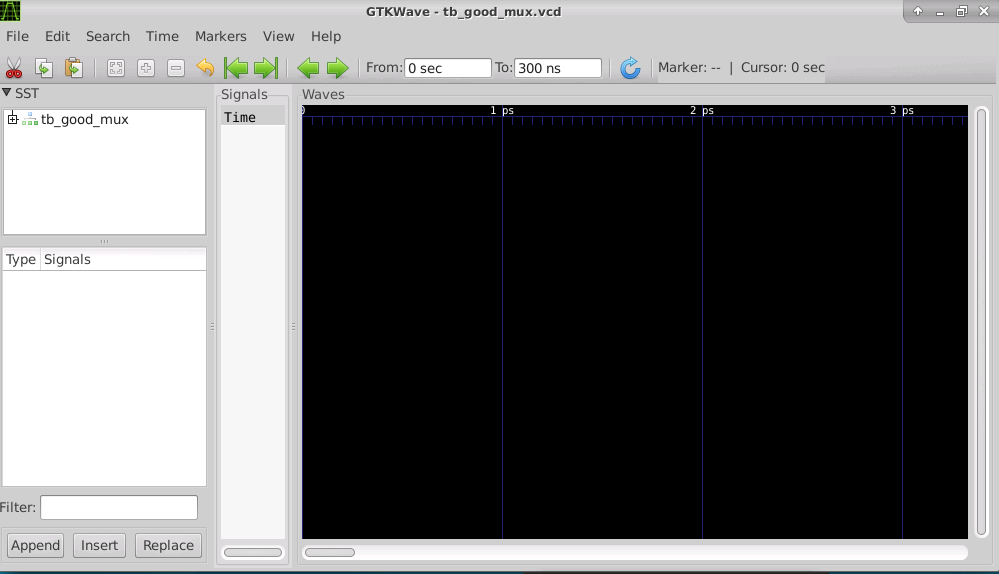 GTKWave - tb_good_mux.vcd
File Edit Search Time Markers View Help
From: 0 sec To: 300 ns Marker: -- | Cursor: 0 sec
SST
tb_good_mux
Type Signals
Filter:
Append Insert Replace
Signals
Time
Waves
0 1 ps 2 ps 3 ps